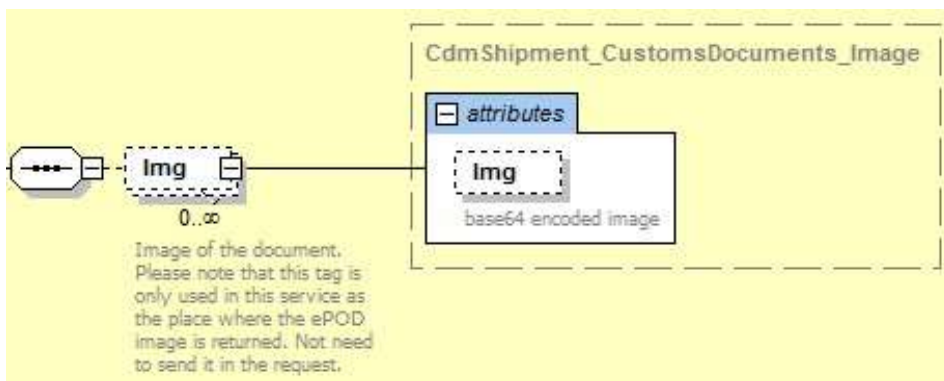 CdmShipment_CustomsDocuments_Image
attributes
Img
Img
0..∞
base64 encoded image
Image of the document.
Please note that this tag is
only used in this service as
the place where the ePOD
image is returned. Not need
to send it in the request.